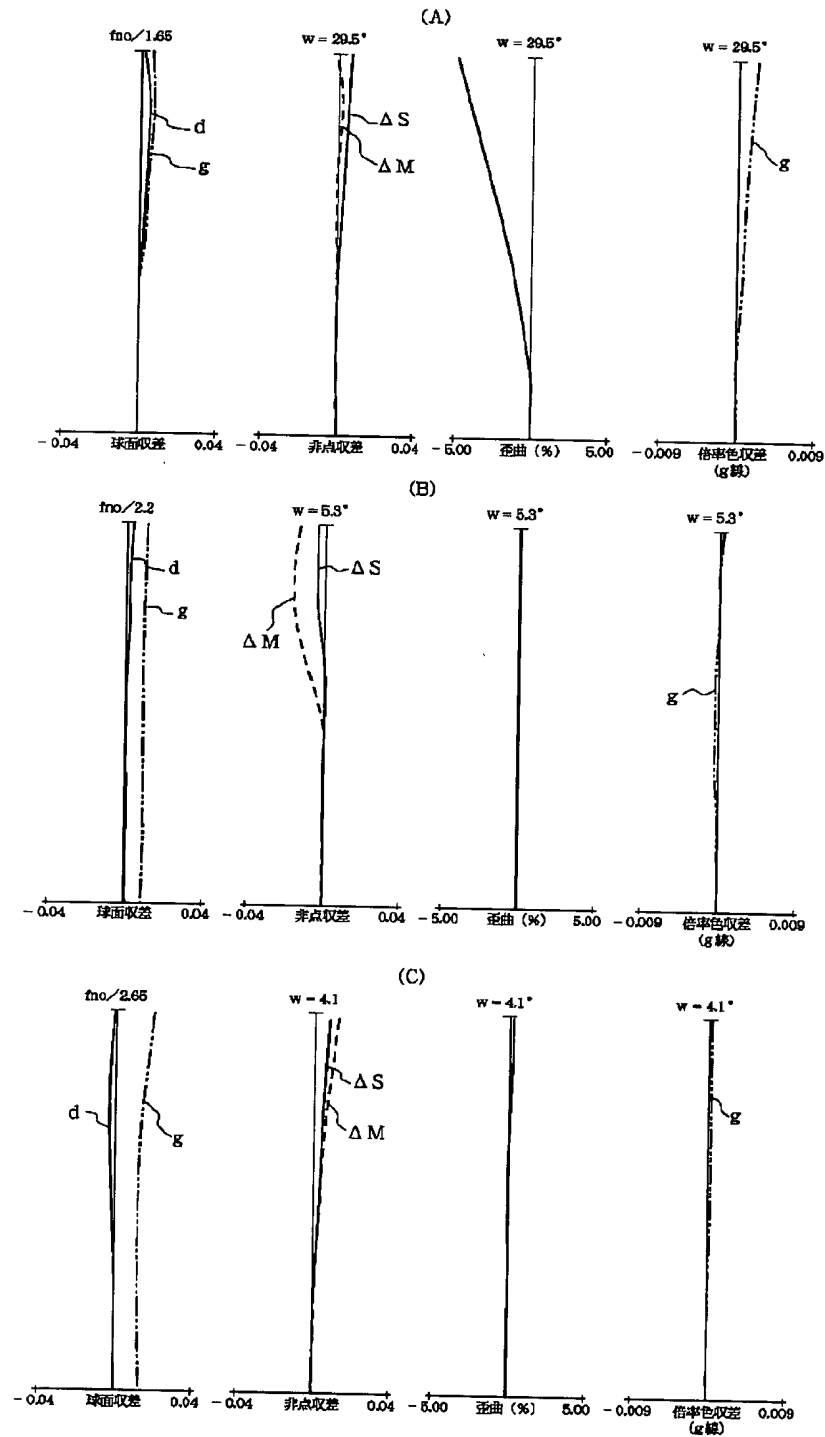 (A)
fno/1.65
w=29.5°
w=29.5°
w=29.5°
d
g
ΔS
ΔM
g
-0.04 球面収差 0.04
-0.04 非点収差 0.04
-5.00 歪曲(%) 5.00
-0.009 倍率色収差 0.009
(g線)
(B)
fno/2.2
w=5.3°
w=5.3°
w=5.3°
d
g
ΔS
ΔM
g
-0.04 球面収差 0.04
-0.04 非点収差 0.04
-5.00 歪曲(%) 5.00
-0.009 倍率色収差 0.009
(g線)
(C)
fno/2.65
w=4.1
w=4.1°
w=4.1°
d
g
ΔS
ΔM
g
-0.04 球面収差 0.04
-0.04 非点収差 0.04
-5.00 歪曲(%) 5.00
-0.009 倍率色収差 0.009
(g線)